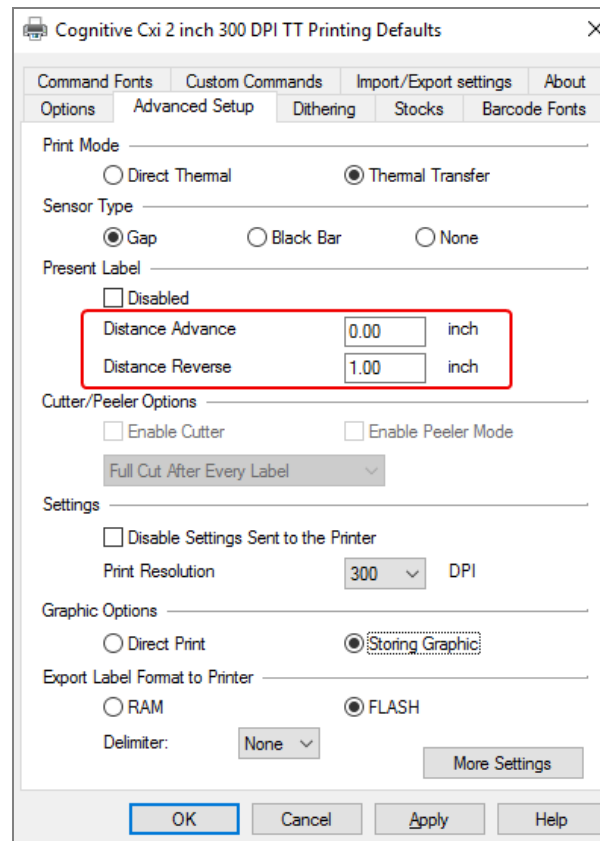 Cognitive Cxi 2 inch 300 DPI TT Printing Defaults
Command Fonts Custom Commands Import/Export settings About
Options Advanced Setup Dithering Stocks Barcode Fonts
Print Mode
Direct Thermal Thermal Transfer
Sensor Type
Gap Black Bar None
Present Label
Disabled
Distance Advance 0.00 inch
Distance Reverse 1.00 inch
Cutter/Peeler Options
Enable Cutter Enable Peeler Mode
Full Cut After Every Label
Settings
Disable Settings Sent to the Printer
Print Resolution 300 DPI
Graphic Options
Direct Print Storing Graphic
Export Label Format to Printer
RAM FLASH
Delimiter: None
More Settings
OK Cancel Apply Help